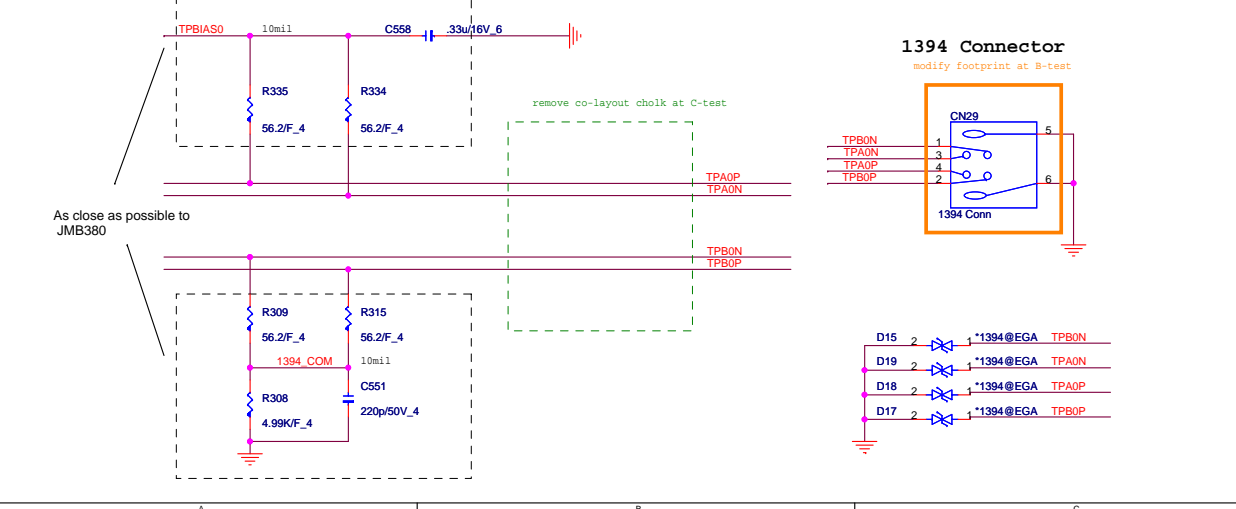 TPBIAS0
10mil
C558
.33u/16V_6
R335
R334
56.2/F_4
56.2/F_4
TPA0P
TPA0N
As close as possible to
JMB380
TPB0N
TPB0P
R309
R315
56.2/F_4
56.2/F_4
1394_COM
10mil
R308
C551
4.99K/F_4
220p/50V_4
remove co-layout cholk at C-test
1394 Connector
modify footprint at B-test
CN29
TPB0N
1
5
TPA0N
3
TPA0P
4
TPB0P
2
6
1394 Conn
D15
2
1
*1394@EGA
TPB0N
D19
2
1
*1394@EGA
TPA0N
D18
2
1
*1394@EGA
TPA0P
D17
2
1
*1394@EGA
TPB0P